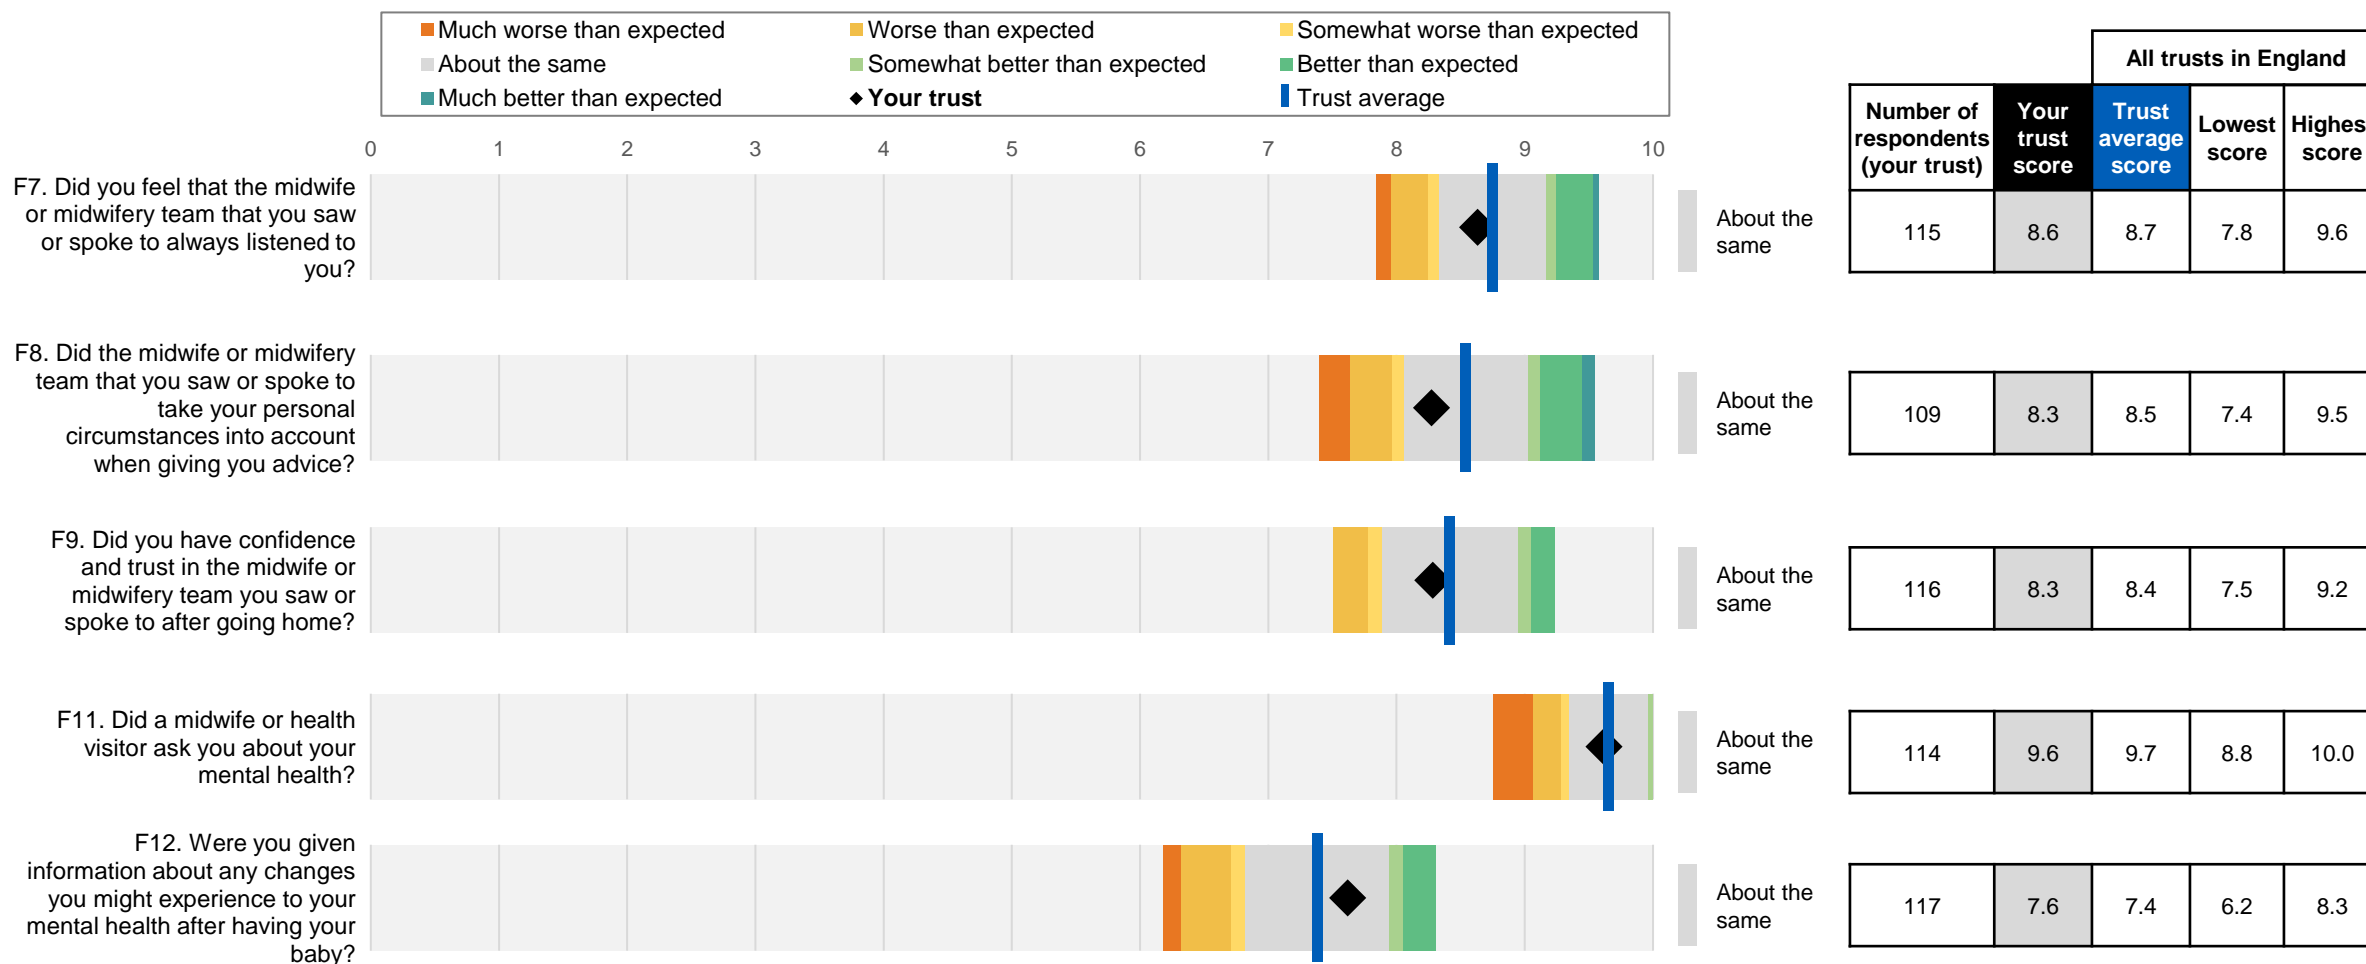 Much worse than expected
Worse than expected
Somewhat worse than expected
About the same
Somewhat better than expected
Better than expected
Much better than expected
Your trust
Trust average
All trusts in England
Number of
respondents
(your trust)
Your
trust
score
Trust
average
score
Lowest
score
Highes
score
0 1 2 3 4 5 6 7 8 9 10
F7. Did you feel that the midwife
or midwifery team that you saw
or spoke to always listened to
you?
About the
same
115 8.6 8.7 7.8 9.6
F8. Did the midwife or midwifery
team that you saw or spoke to
take your personal
circumstances into account
when giving you advice?
About the
same
109 8.3 8.5 7.4 9.5
F9. Did you have confidence
and trust in the midwife or
midwifery team you saw or
spoke to after going home?
About the
same
116 8.3 8.4 7.5 9.2
F11. Did a midwife or health
visitor ask you about your
mental health?
About the
same
114 9.6 9.7 8.8 10.0
F12. Were you given
information about any changes
you might experience to your
mental health after having your
baby?
About the
same
117 7.6 7.4 6.2 8.3